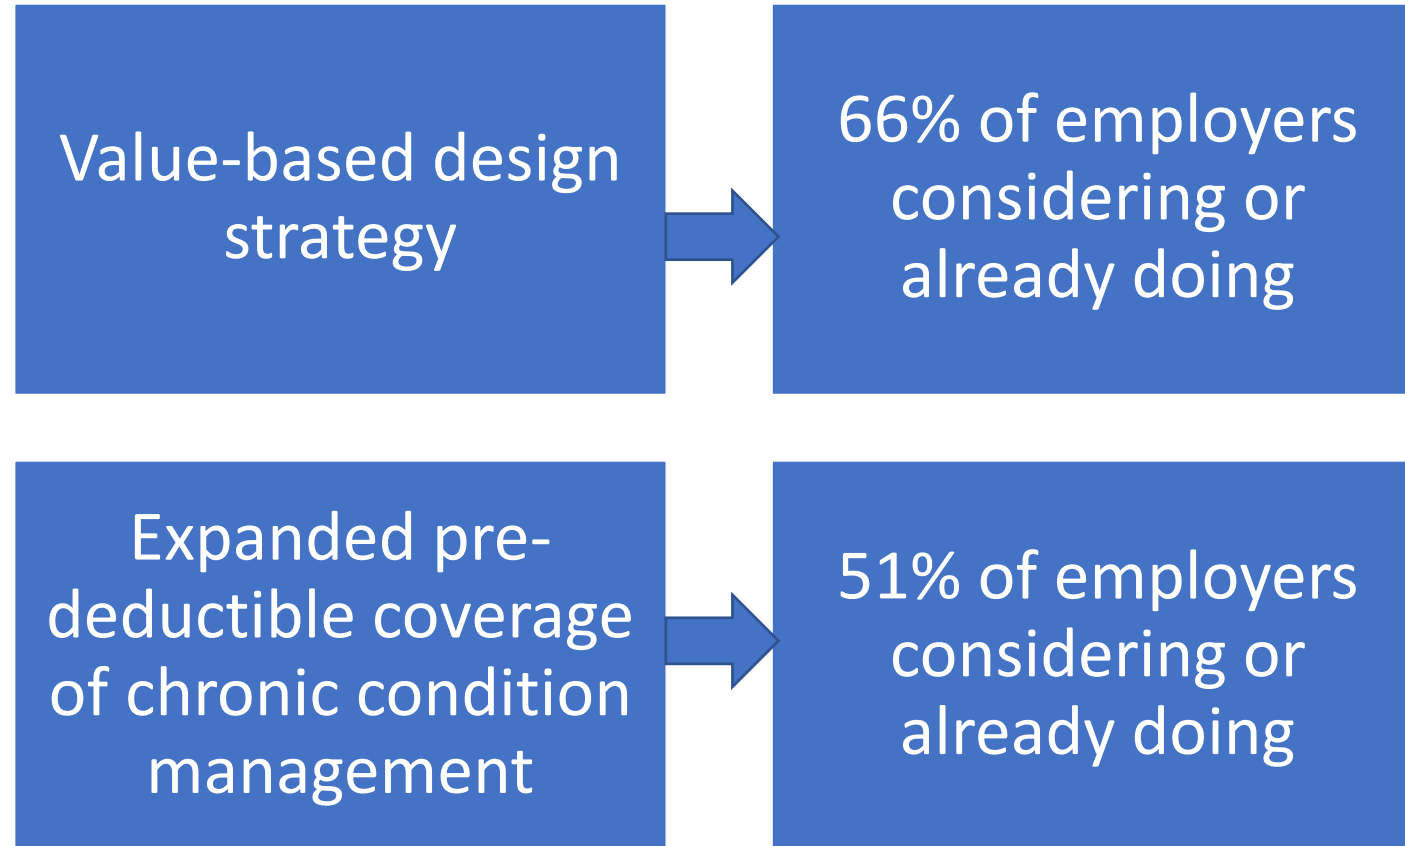 Value-based design
strategy
66% of employers
considering or
already doing
Expanded pre-
deductible coverage
of chronic condition
management
51% of employers
considering or
already doing